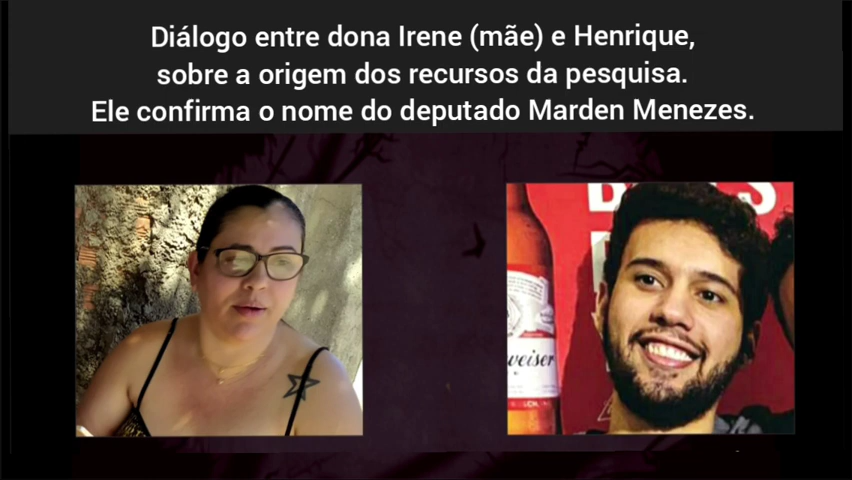 Diálogo entre dona Irene (mãe) e Henrique,
sobre a origem dos recursos da pesquisa.
Ele confirma o nome do deputado Marden Menezes.
weiser